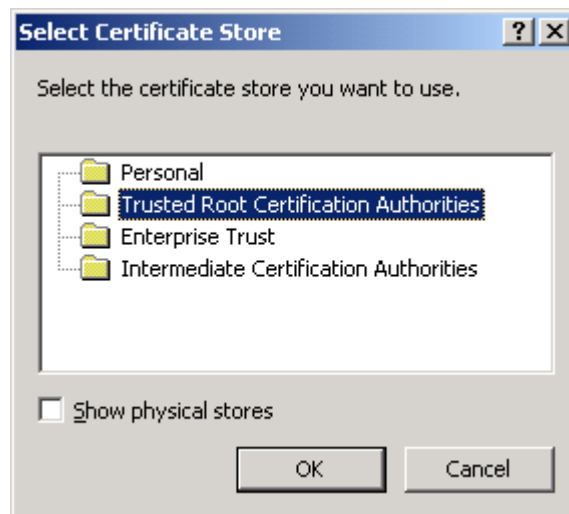 Select Certificate Store
Select the certificate store you want to use.
Personal
Trusted Root Certification Authorities
Enterprise Trust
Intermediate Certification Authorities
Show physical stores
OK Cancel